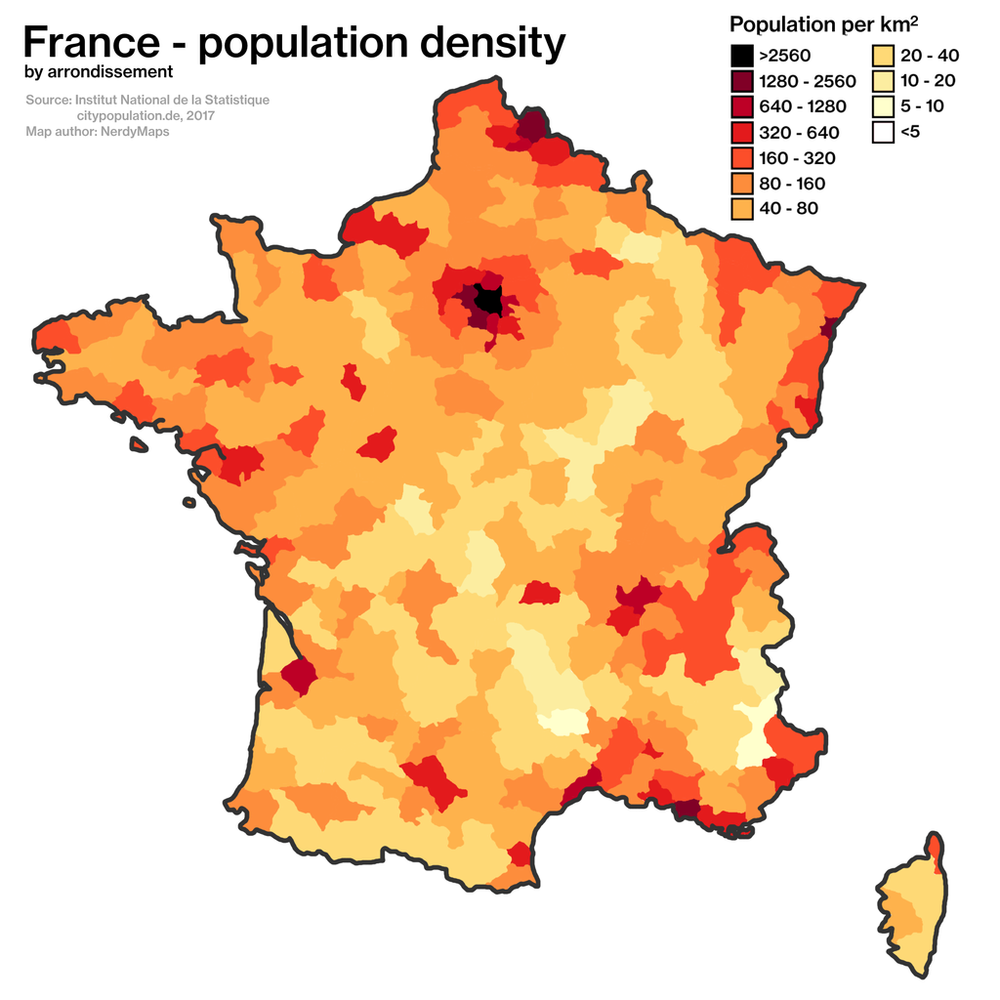 France - population density
by arrondissement
Source: Institut National de la Statistique
citypopulation.de, 2017
Map author: NerdyMaps
Population per km²
>2560
1280 - 2560
640 - 1280
320 - 640
160 - 320
80 - 160
40 - 80
20 - 40
10 - 20
5 - 10
<5